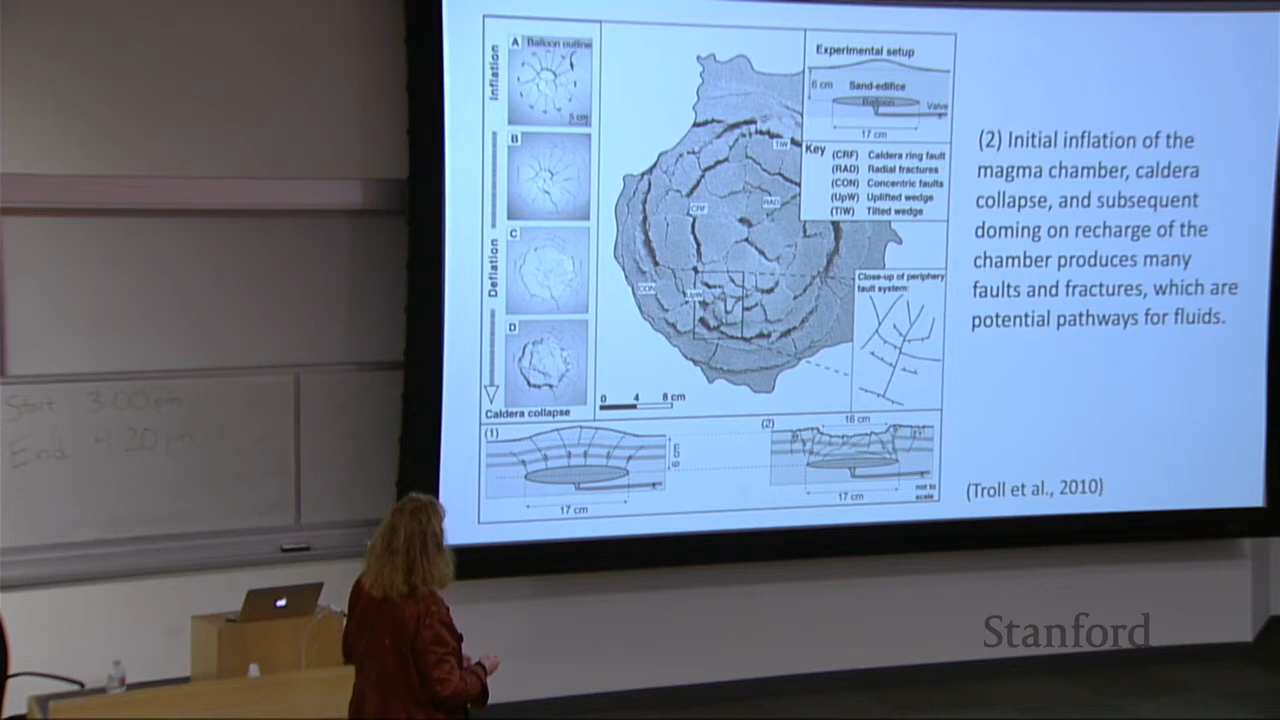 Start 3:00 pm
End 4:20 pm
Inflation
Deflation
A Balloon outline
5 cm
B
C
D
Caldera collapse
TiW
CRF
RAD
CON
UpW
0 4 8 cm
Experimental setup
6 cm
Sand-edifice
Balloon
Valve
17 cm
Key
(CRF) Caldera ring fault
(RAD) Radial fractures
(CON) Concentric faults
(UpW) Uplifted wedge
(TiW) Tilted wedge
Close-up of periphery
fault system:
(1)
17 cm
(2)
16 cm
17 cm
not to
scale
(2) Initial inflation of the
magma chamber, caldera
collapse, and subsequent
doming on recharge of the
chamber produces many
faults and fractures, which are
potential pathways for fluids.
(Troll et al., 2010)
Stanford